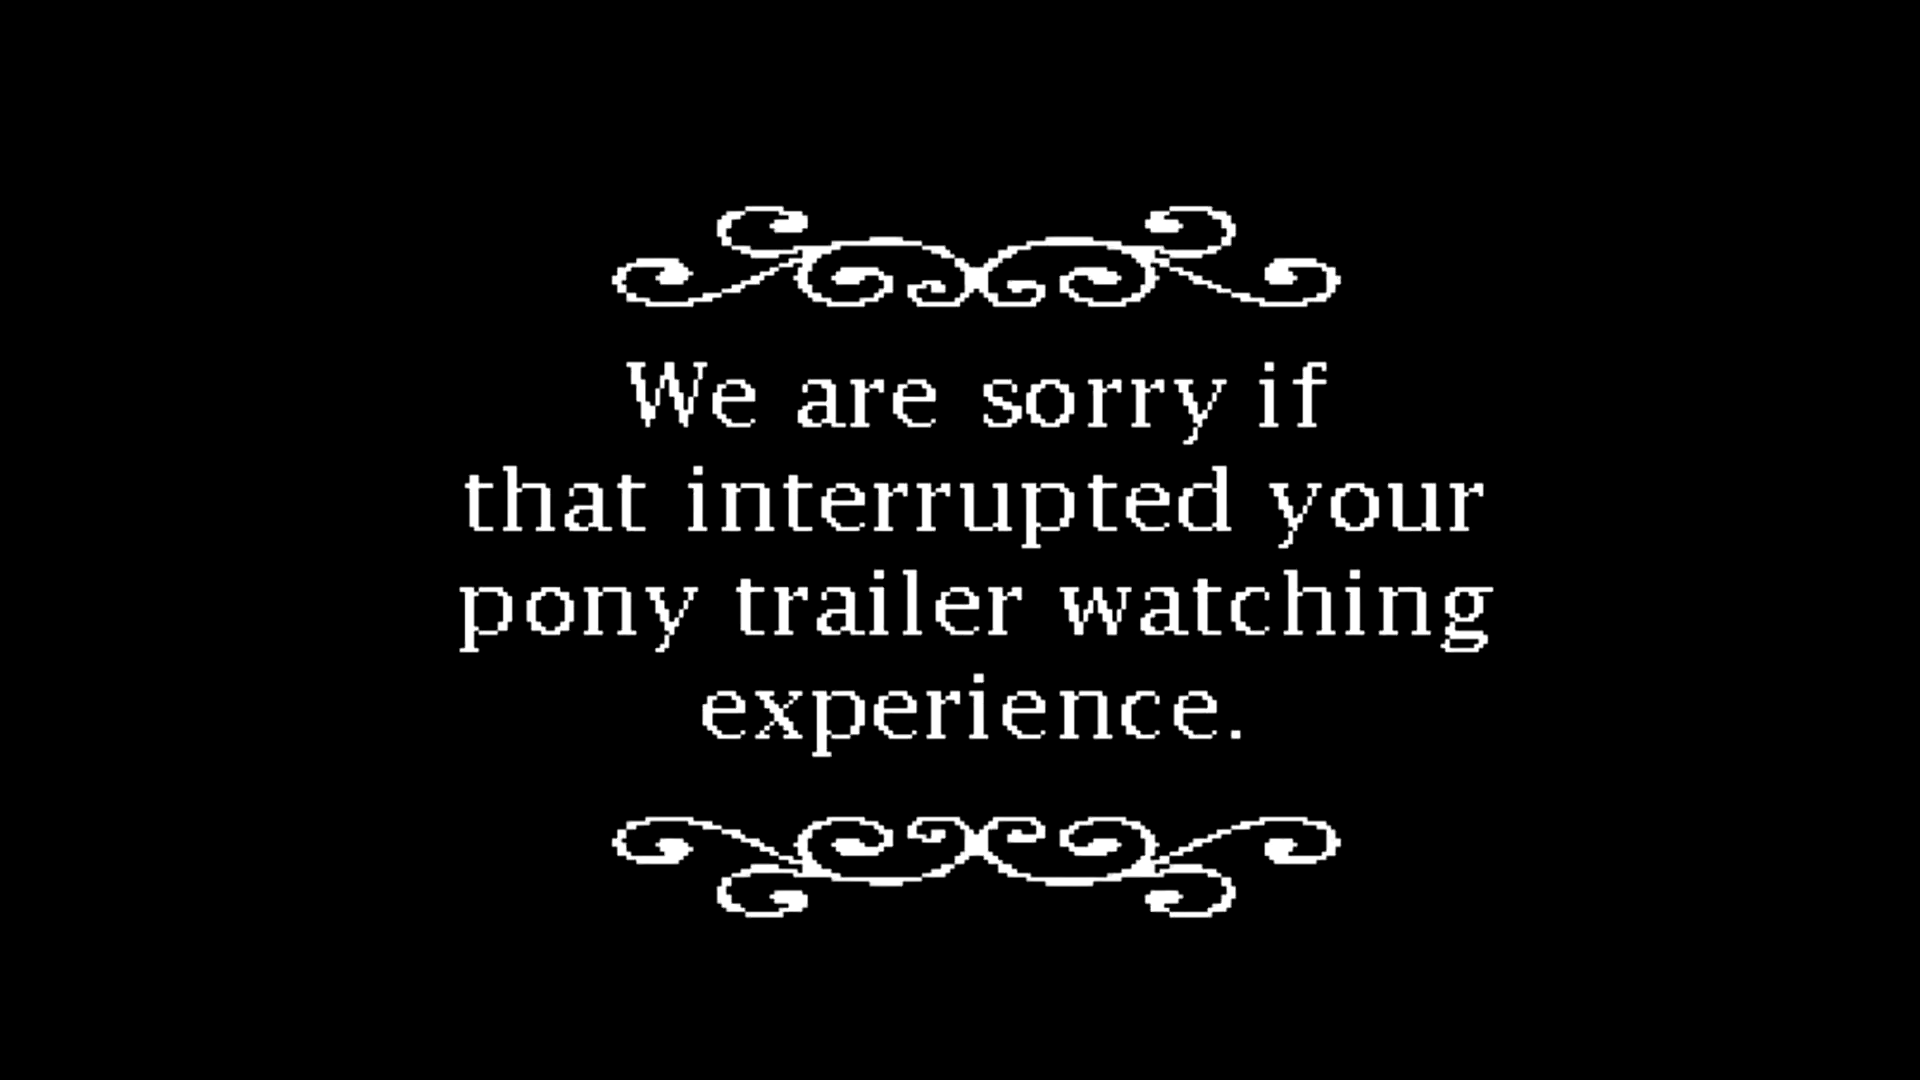 We are sorry if
that interrupted your
pony trailer watching
experience.